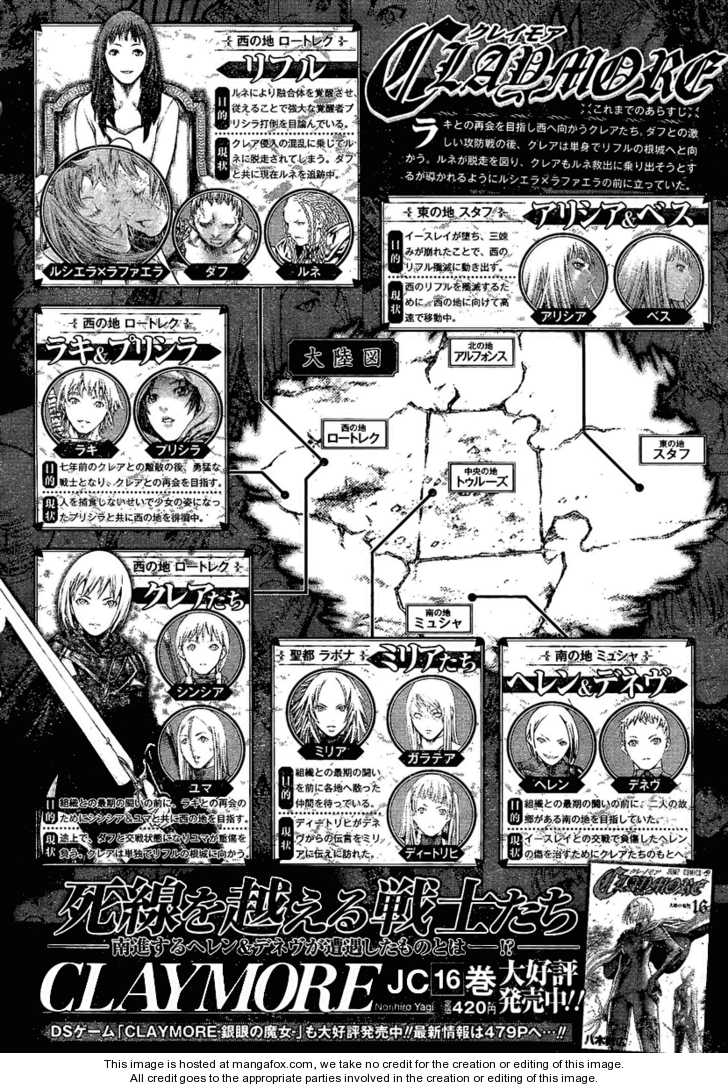 クレイモア
CLAYMORE
これまでのあらすじ
ラキとの再会を目指し西へ向かうクレアたち。ダフとの激
しい攻防戦の後、クレアは単身でリフルの根城へと向
かう。ルネが脱走を図り、クレアもルネ救出に乗り出そうとす
るが導かれるようにルシエラ×ラファエラの前に立っていた。
西の地 ロートレク
リフル
目的
ルネにより融合体を覚醒させ、
従えることで強大な覚醒者プ
リシラ打倒を目論んでいる。
現状
クレア侵入の混乱に乗じてル
ネに脱走されてしまう。ダフ
と共に現在ルネを追跡中。
ルシエラ×ラファエラ
ダフ
ルネ
東の地 スタフ
アリシア&ベス
目的
イースレイが堕ち、三竦
みが崩れたことで、西の
リフル殲滅に動き出す。
現状
西のリフルを殲滅するた
めに、西の地に向けて高
速で移動中。
アリシア
ベス
西の地 ロートレク
ラキ&プリシラ
ラキ
プリシラ
目的
七年前のクレアとの離散の後、勇猛な
戦士となり、クレアとの再会を目指す。
現状
人を捕食しないせいで少女の姿になっ
たプリシラと共に西の地を徘徊中。
大陸図
北の地
アルフォンス
西の地
ロートレク
中央の地
トゥルーズ
東の地
スタフ
南の地
ミュシャ
西の地 ロートレク
クレアたち
シンシア
ユマ
目的
組織との最期の闘いの前に、ラキとの再会の
ためにシンシア&ユマと共に西の地を目指す。
現状
途上で、ダフと交戦状態になりユマが重傷を
負う。クレアは単独でリフルの根城に向かう。
聖都 ラボナ
ミリアたち
ミリア
ガラテア
ディートリヒ
目的
組織との最期の闘い
を前に各地へ散った
仲間を待っている。
現状
ディートリヒがデネ
ヴからの伝言をミリ
アに伝えに訪れた。
南の地 ミュシャ
ヘレン&デネヴ
ヘレン
デネヴ
目的
組織との最期の闘いの前に、二人の故
郷がある南の地を目指していた。
現状
イースレイとの交戦で負傷したヘレン
の傷を治すためにクレアたちのもとへ。
死線を越える戦士たち
南進するヘレン&デネヴが遭遇したものとは──!?
CLAYMORE
Norihiro Yagi
JC16巻
定価420円
大好評
発売中!!
JUMP COMICS
クレイモア
CLAYMORE
16
八木教広
DSゲーム「CLAYMORE-銀眼の魔女-」も大好評発売中!!最新情報は479Pへ…!!
This image is hosted at mangafox.com, we take no credit for the creation or editing of this image.
All credit goes to the appropriate parties involved in the creation or editing of this image.